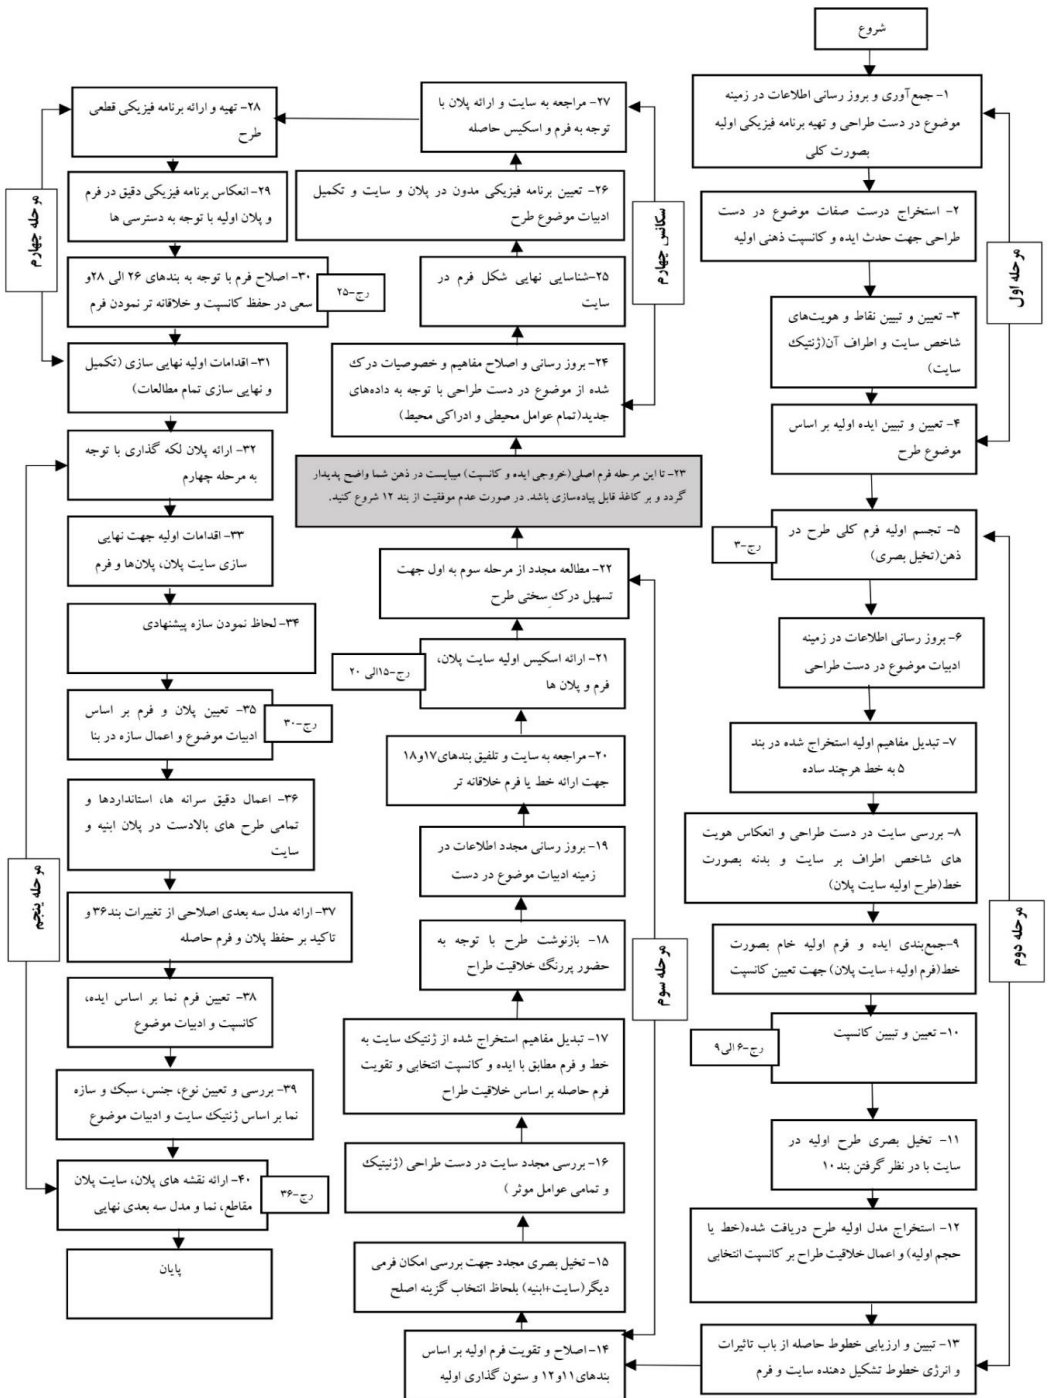 شروع
۱- جمع آوری و بروز رسانی اطلاعات در زمینه
موضوع در دست طراحی و تهیه برنامه فیزیکی اولیه
بصورت کلی
۲- استخراج درست صفات موضوع در دست
طراحی جهت حدث ایده و کانسپت ذهنی اولیه
۳- تعیین و تبیین نقاط و هویت‌های
شاخص سایت و اطراف آن(ژنتیک
سایت)
۴- تعیین و تبیین ایده اولیه بر اساس
موضوع طرح
مرحله اول
۵- تجسم اولیه فرم کلی طرح در
ذهن(تخیل بصری)
رج-۳
۶- بروز رسانی اطلاعات در زمینه
ادبیات موضوع در دست طراحی
۷- تبدیل مفاهیم اولیه استخراج شده در بند
۵ به خط هرچند ساده
۸- بررسی سایت در دست طراحی و انعکاس هویت
های شاخص اطراف بر سایت و بدنه بصورت
خط(طرح اولیه سایت پلان)
۹-جمع‌بندی ایده و فرم اولیه خام بصورت
خط(فرم اولیه+سایت پلان) جهت تعیین کانسپت
۱۰- تعیین و تبیین کانسپت
رج-۶ الی۹
۱۱- تخیل بصری طرح اولیه در
سایت با در نظر گرفتن بند۱۰
۱۲- استخراج مدل اولیه طرح دریافت شده(خط یا
حجم اولیه) و اعمال خلاقیت طراح بر کانسپت انتخابی
۱۳- تبیین و ارزیابی خطوط حاصله از باب تاثیرات
و انرژی خطوط تشکیل دهنده سایت و فرم
مرحله دوم
۱۴-اصلاح و تقویت فرم اولیه بر اساس
بندهای۱۱و۱۲ و ستون گذاری اولیه
۱۵- تخیل بصری مجدد جهت بررسی امکان فرمی
دیگر(سایت+ابنیه) بلحاظ انتخاب گزینه اصلح
۱۶- بررسی مجدد سایت در دست طراحی (ژنیتیک
و تمامی عوامل موثر )
۱۷- تبدیل مفاهیم استخراج شده از ژنتیک سایت به
خط و فرم مطابق با ایده و کانسپت انتخابی و تقویت
فرم حاصله بر اساس خلاقیت طراح
۱۸- بازنوشت طرح با توجه به
حضور پررنگ خلاقیت طراح
۱۹- بروز رسانی مجدد اطلاعات در
زمینه ادبیات موضوع در دست
۲۰- مراجعه به سایت و تلفیق بندهای۱۷و۱۸
جهت ارائه خط یا فرم خلاقانه تر
۲۱- ارائه اسکیس اولیه سایت پلان،
فرم و پلان ها
رج-۱۵الی ۲۰
۲۲- مطالعه مجدد از مرحله سوم به اول جهت
تسهیل درکِ سختی طرح
مرحله سوم
۲۳- تا این مرحله فرم اصلی(خروجی ایده و کانسپت) میبایست در ذهن شما واضح پدیدار
گردد و بر کاغذ قابل پیاده‌سازی باشد. در صورت عدم موفقیت از بند ۱۲ شروع کنید.
۲۴- بروز رسانی و اصلاح مفاهیم و خصوصیات درک
شده از موضوع در دست طراحی با توجه به داده‌های
جدید(تمام عوامل محیطی و ادراکی محیط)
۲۵-شناسایی نهایی شکل فرم در
سایت
۲۶- تعیین برنامه فیزیکی مدون در پلان و سایت و تکمیل
ادبیات موضوع طرح
۲۷- مراجعه به سایت و ارائه پلان با
توجه به فرم و اسکیس حاصله
سکانس چهارم
۲۸- تهیه و ارائه برنامه فیزیکی قطعی
طرح
۲۹- انعکاس برنامه فیزیکی دقیق در فرم
و پلان اولیه با توجه به دسترسی ها
۳۰- اصلاح فرم با توجه به بندهای ۲۶ الی ۲۸و
سعی در حفظ کانسپت و خلاقانه تر نمودن فرم
رج-۲۵
۳۱- اقدامات اولیه نهایی سازی (تکمیل
و نهایی سازی تمام مطالعات)
مرحله چهارم
۳۲- ارائه پلان لکه گذاری با توجه
به مرحله چهارم
۳۳- اقدامات اولیه جهت نهایی
سازی سایت پلان، پلان‌ها و فرم
۳۴- لحاظ نمودن سازه پیشنهادی
۳۵- تعیین پلان و فرم بر اساس
ادبیات موضوع و اعمال سازه در بنا
رج-۳۰
۳۶- اعمال دقیق سرانه ها، استانداردها و
تمامی طرح های بالادست در پلان ابنیه و
سایت
۳۷- ارائه مدل سه بعدی اصلاحی از تغییرات بند۳۶ و
تاکید بر حفظ پلان و فرم حاصله
۳۸- تعیین فرم نما بر اساس ایده،
کانسپت و ادبیات موضوع
۳۹- بررسی و تعیین نوع، جنس، سبک و سازه
نما بر اساس ژنتیک سایت و ادبیات موضوع
۴۰- ارائه نقشه های پلان، سایت پلان
مقاطع، نما و مدل سه بعدی نهایی
رج-۳۶
مرحله پنجم
پایان